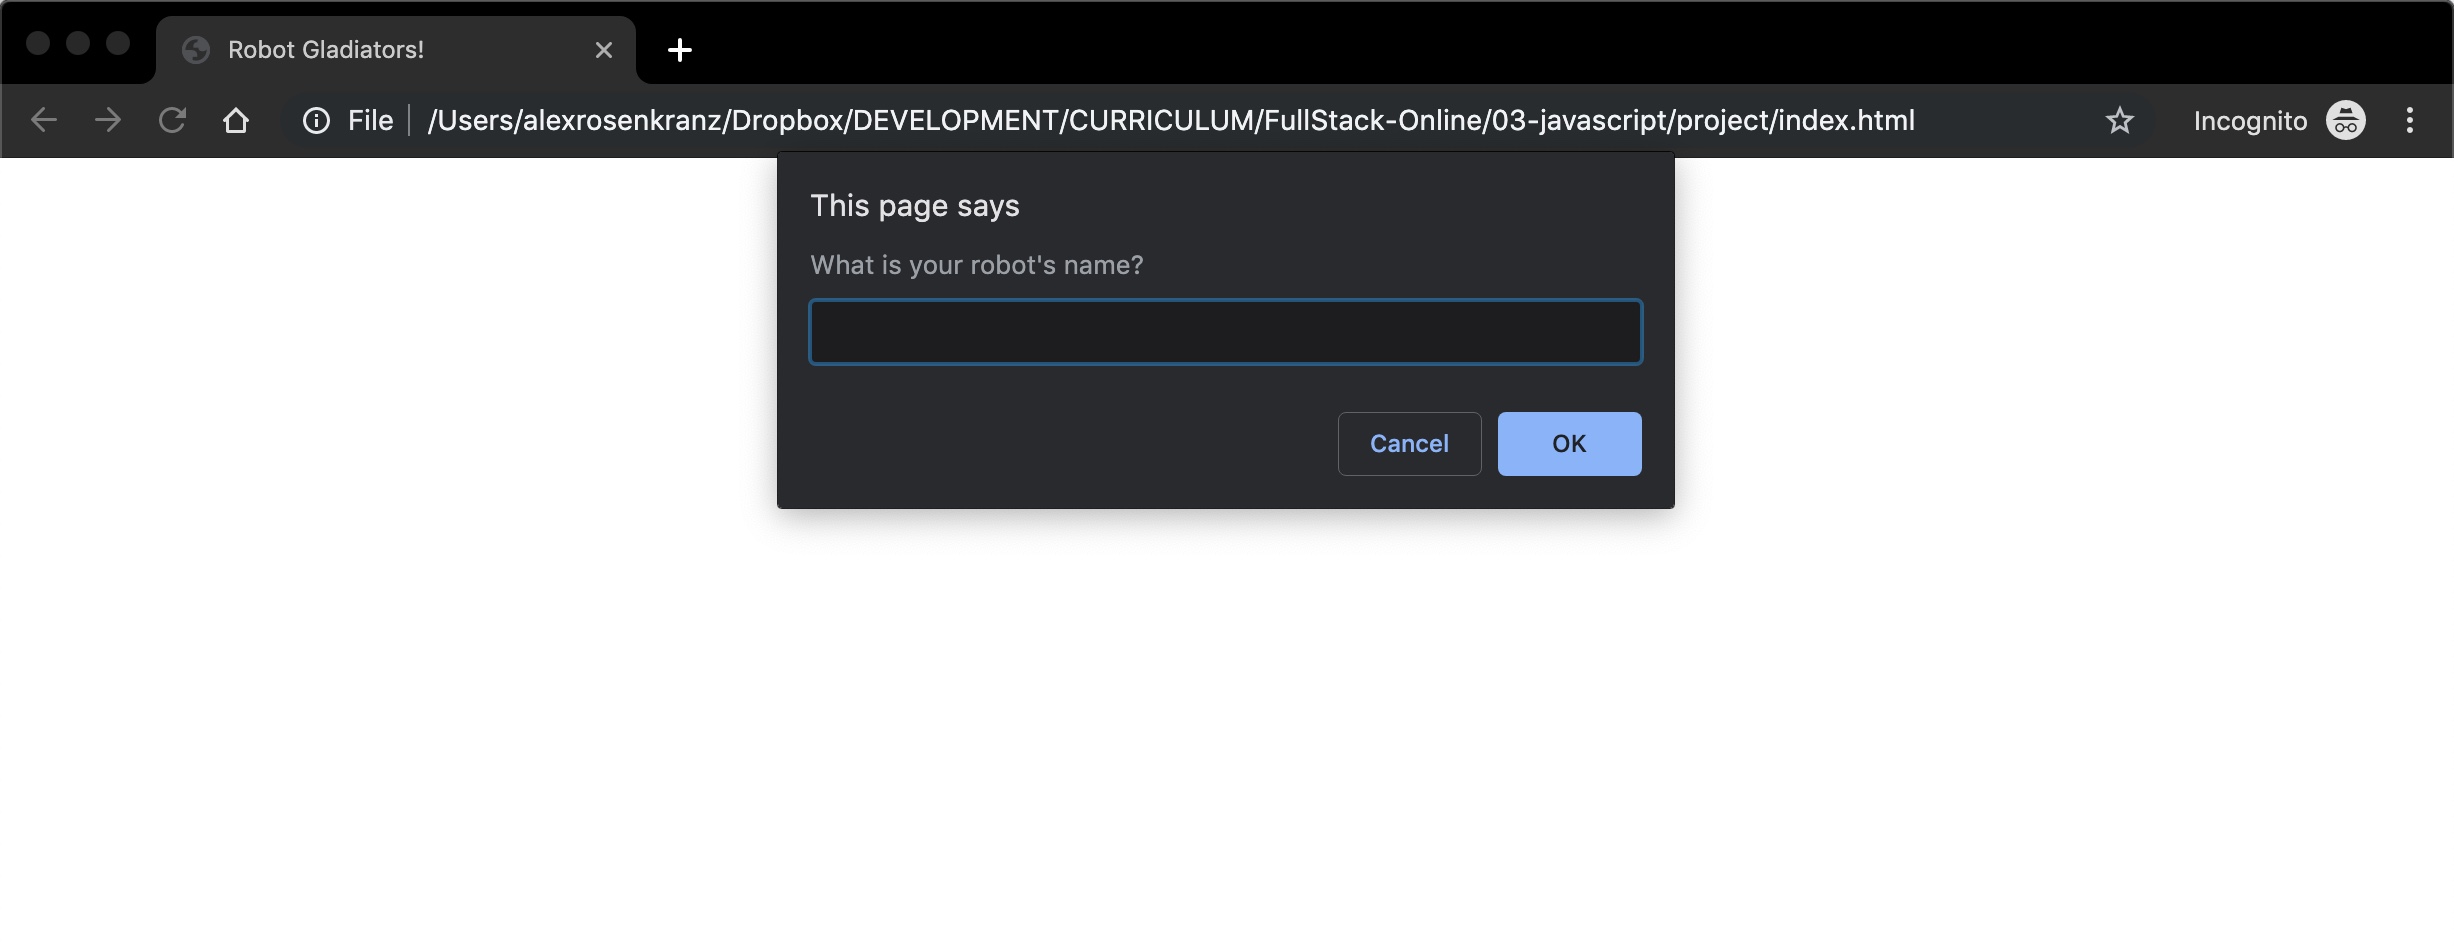 Robot Gladiators!
File /Users/alexrosenkranz/Dropbox/DEVELOPMENT/CURRICULUM/FullStack-Online/03-javascript/project/index.html Incognito
This page says
What is your robot's name?
Cancel OK